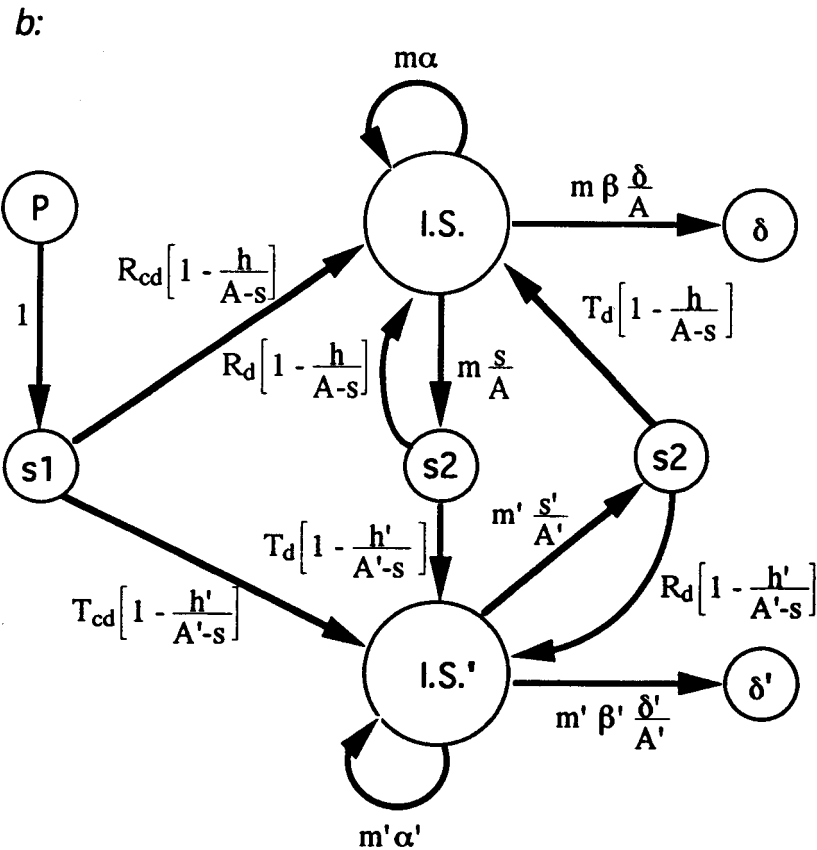 b:
mα
P
I.S.
m β δ/A
δ
R_cd[1 - h/(A-s)]
T_d[1 - h/(A-s)]
1
R_d[1 - h/(A-s)]
m s/A
s1
s2
s2
m' s'/A'
T_d[1 - h'/(A'-s)]
R_d[1 - h'/(A'-s)]
T_cd[1 - h'/(A'-s)]
I.S.'
δ'
m' β' δ'/A'
m'α'